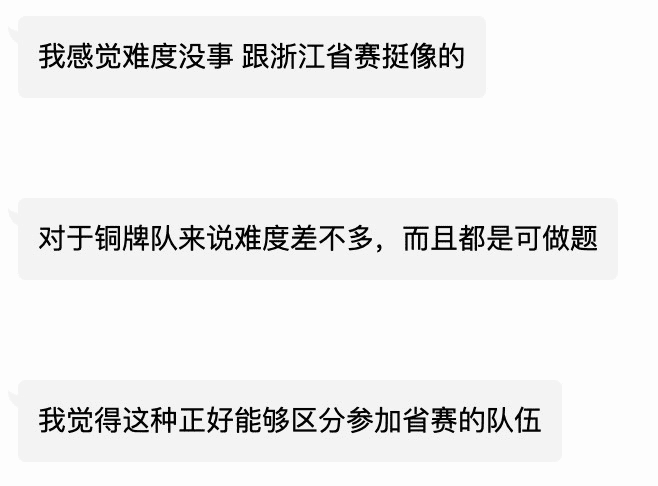 我感觉难度没事 跟浙江省赛挺像的
对于铜牌队来说难度差不多，而且都是可做题
我觉得这种正好能够区分参加省赛的队伍